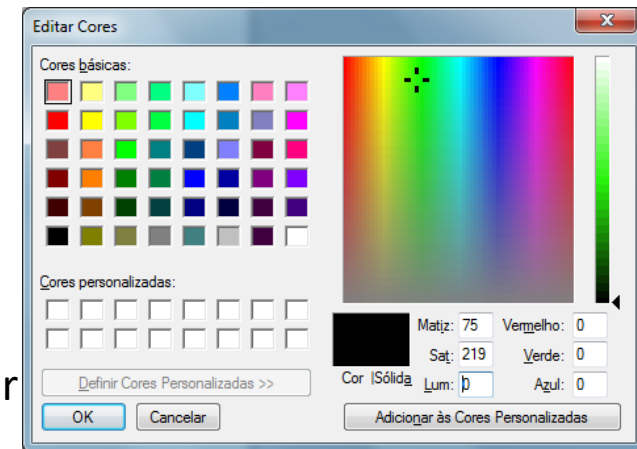 Editar Cores
Cores básicas:
Cores personalizadas:
Matiz: 75 Vermelho: 0
Sat: 219 Verde: 0
Cor |Sólida Lum: 0 Azul: 0
r
Definir Cores Personalizadas >>
OK Cancelar Adicionar às Cores Personalizadas